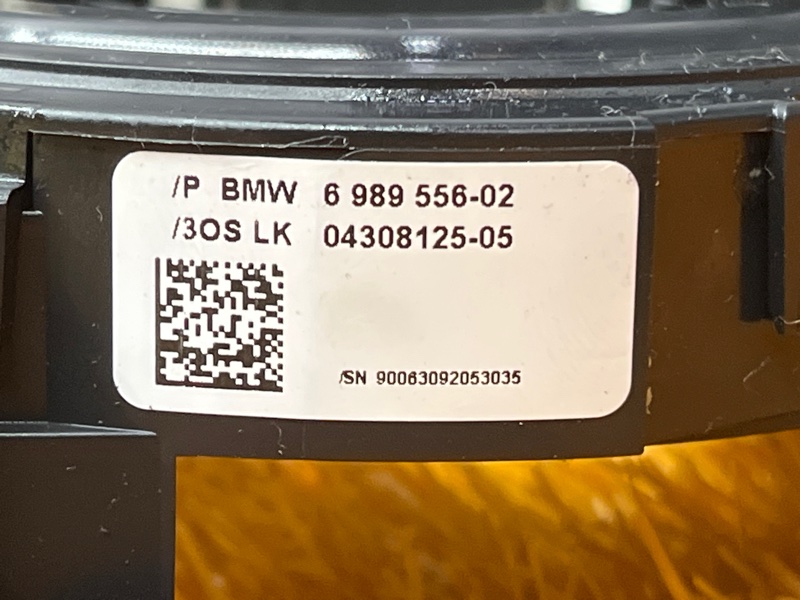 /P BMW 6 989 556-02
/3OS LK 04308125-05
/SN 90063092053035